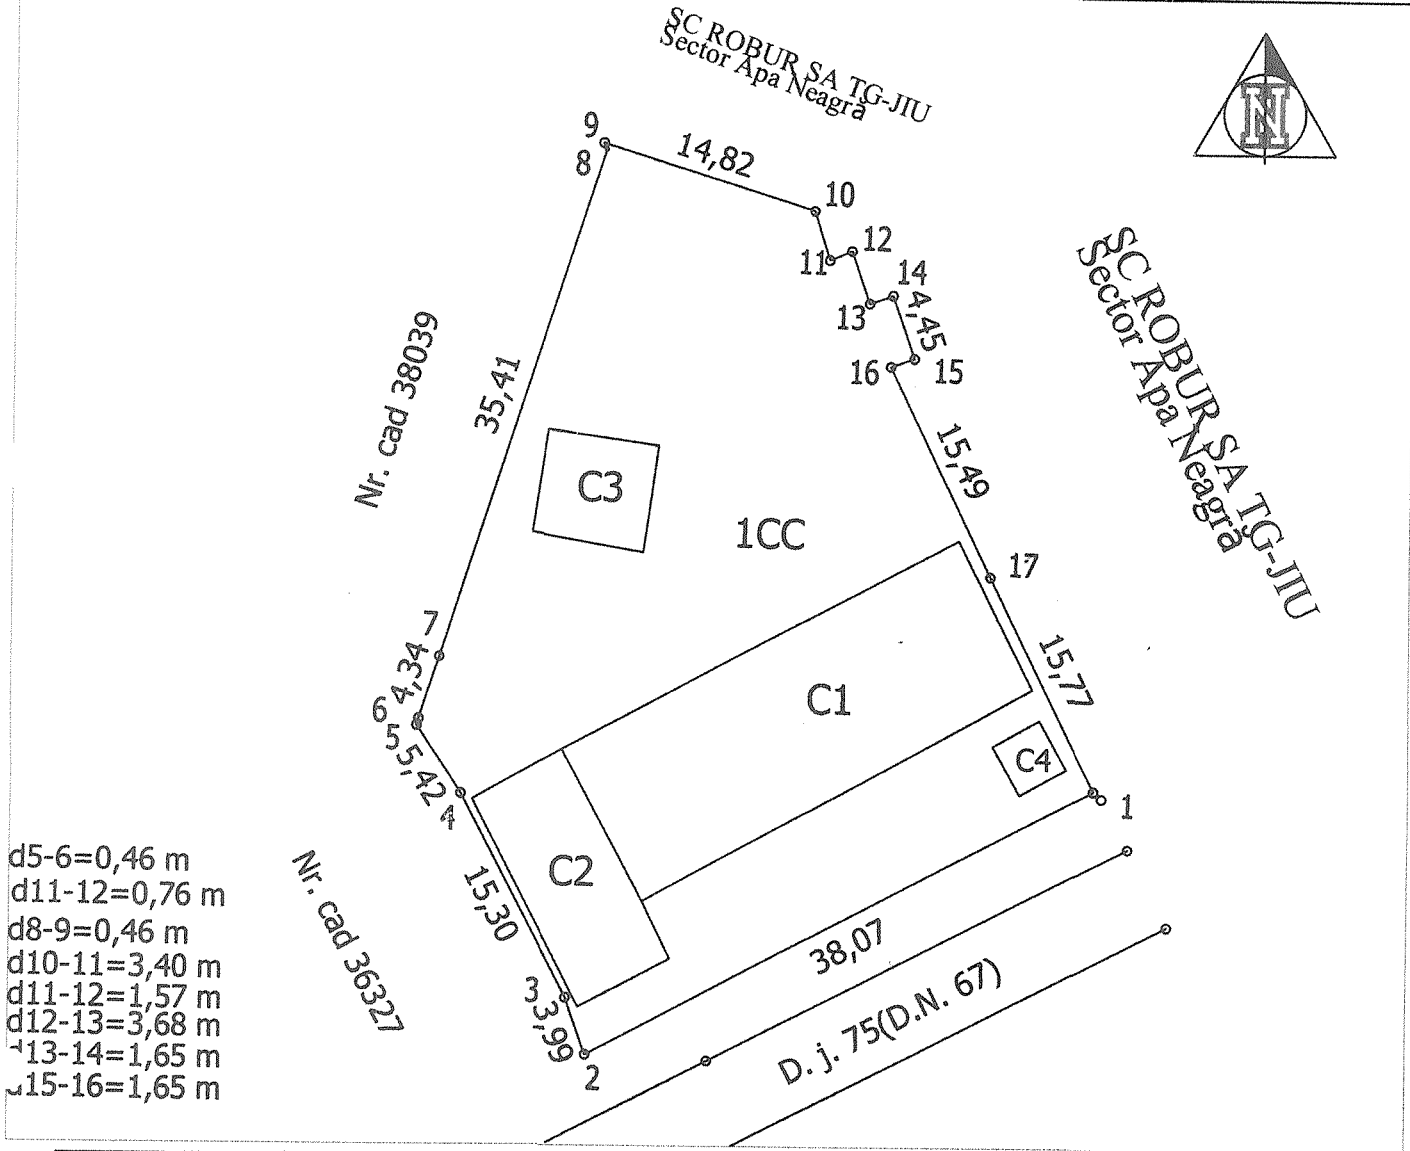 SC ROBUR SA TG-JIU
Sector Apa Neagră
N
9
8
14,82
10
11
12
13
14
4,45
15
16
SC ROBUR SA TG-JIU
Sector Apa Neagră
Nr. cad 38039
35,41
15,49
C3
1CC
17
7
4,34
6
5
5,42
4
15,77
C1
C4
1
C2
15,30
Nr. cad 36327
3
3,99
2
38,07
D. j. 75(D.N. 67)
d5-6=0,46 m
d11-12=0,76 m
d8-9=0,46 m
d10-11=3,40 m
d11-12=1,57 m
d12-13=3,68 m
d13-14=1,65 m
d15-16=1,65 m